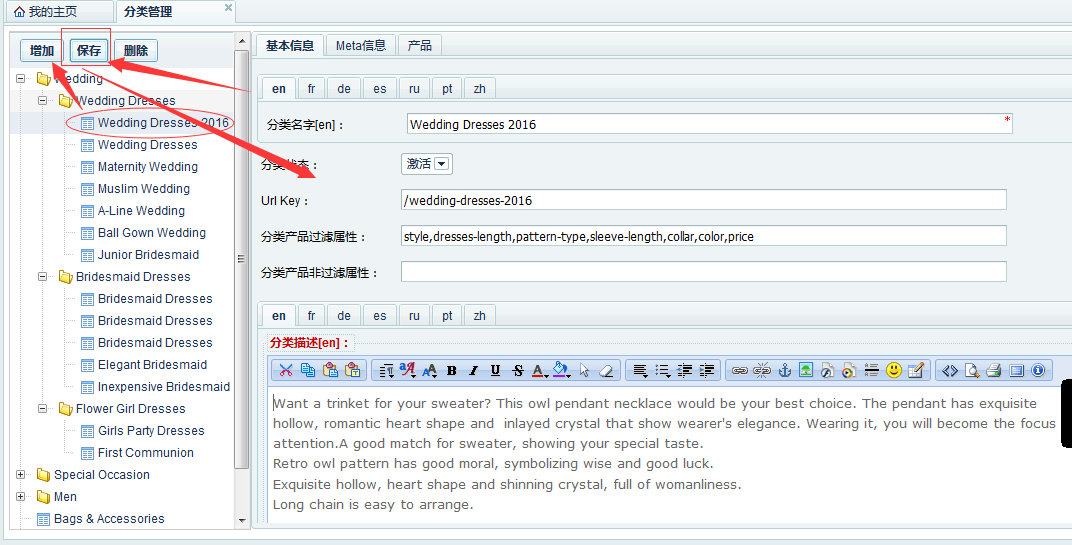 我的主页
分类管理
增加
保存
删除
Wedding
Wedding Dresses
Wedding Dresses 2016
Wedding Dresses
Maternity Wedding
Muslim Wedding
A-Line Wedding
Ball Gown Wedding
Junior Bridesmaid
Bridesmaid Dresses
Bridesmaid Dresses
Bridesmaid Dresses
Bridesmaid Dresses
Elegant Bridesmaid
Inexpensive Bridesmaid
Flower Girl Dresses
Girls Party Dresses
First Communion
Special Occasion
Men
Bags & Accessories
基本信息 Meta信息 产品
en fr de es ru pt zh
分类名字[en]： Wedding Dresses 2016 *
分类状态： 激活
Url Key： /wedding-dresses-2016
分类产品过滤属性： style,dresses-length,pattern-type,sleeve-length,collar,color,price
分类产品非过滤属性：
en fr de es ru pt zh
分类描述[en]：
Want a trinket for your sweater? This owl pendant necklace would be your best choice. The pendant has exquisite
hollow, romantic heart shape and inlayed crystal that show wearer's elegance. Wearing it, you will become the focus
attention.A good match for sweater, showing your special taste.
Retro owl pattern has good moral, symbolizing wise and good luck.
Exquisite hollow, heart shape and shinning crystal, full of womanliness.
Long chain is easy to arrange.